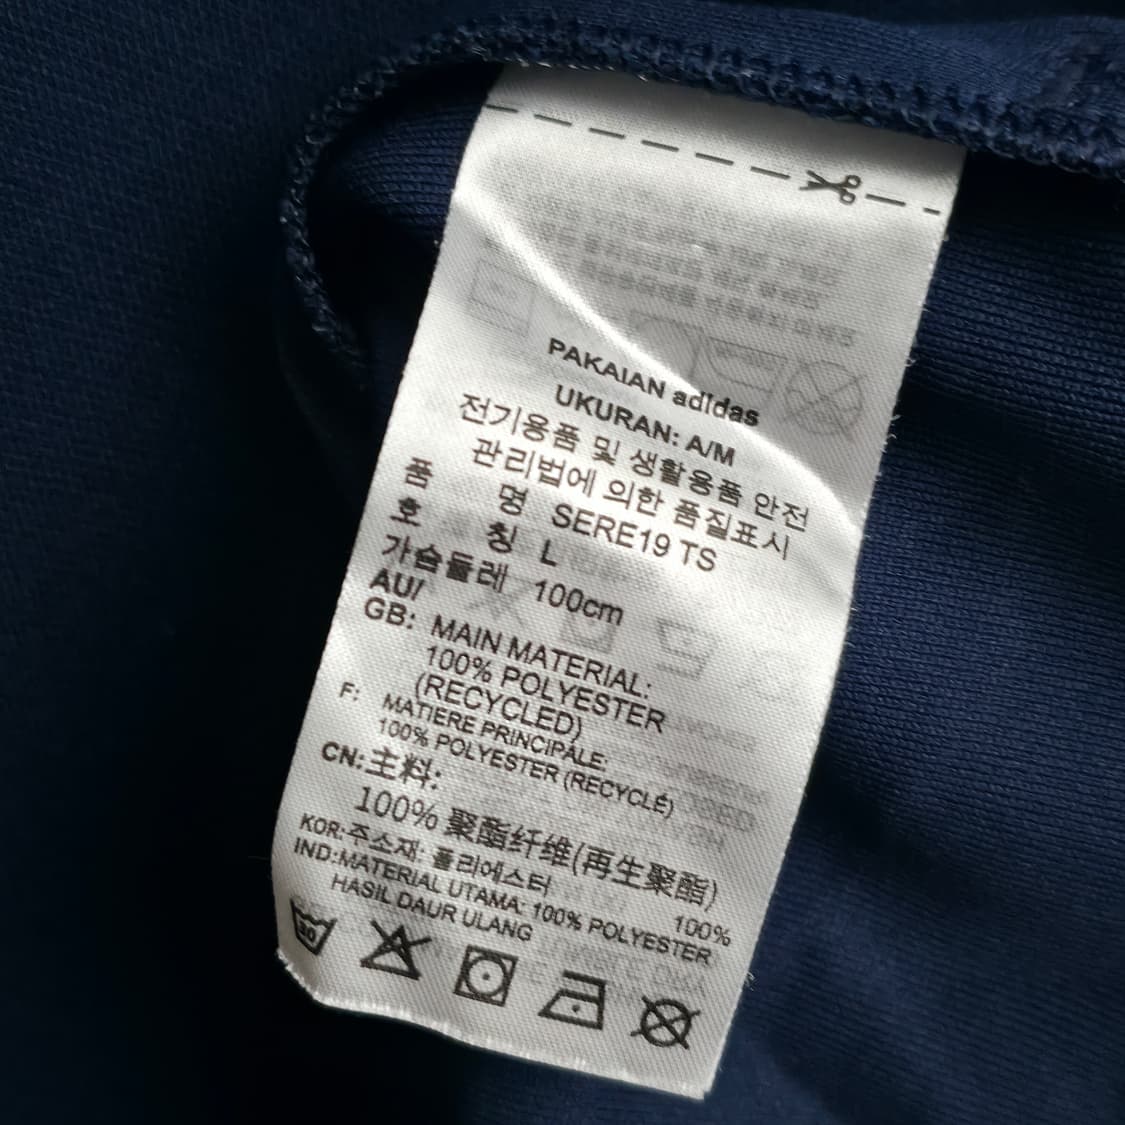 PAKAIAN adidas
UKURAN: A/M
전기용품 및 생활용품 안전
관리법에 의한 품질표시
품 명 SERE19 TS
호 칭 L
가슴둘레 100cm
AU/
GB: MAIN MATERIAL:
100% POLYESTER
(RECYCLED)
F: MATIERE PRINCIPALE:
100% POLYESTER (RECYCLÉ)
CN:主料:
100% 聚酯纤维(再生聚酯)
KOR:주소재: 폴리에스터 100%
IND:MATERIAL UTAMA: 100% POLYESTER
HASIL DAUR ULANG
30